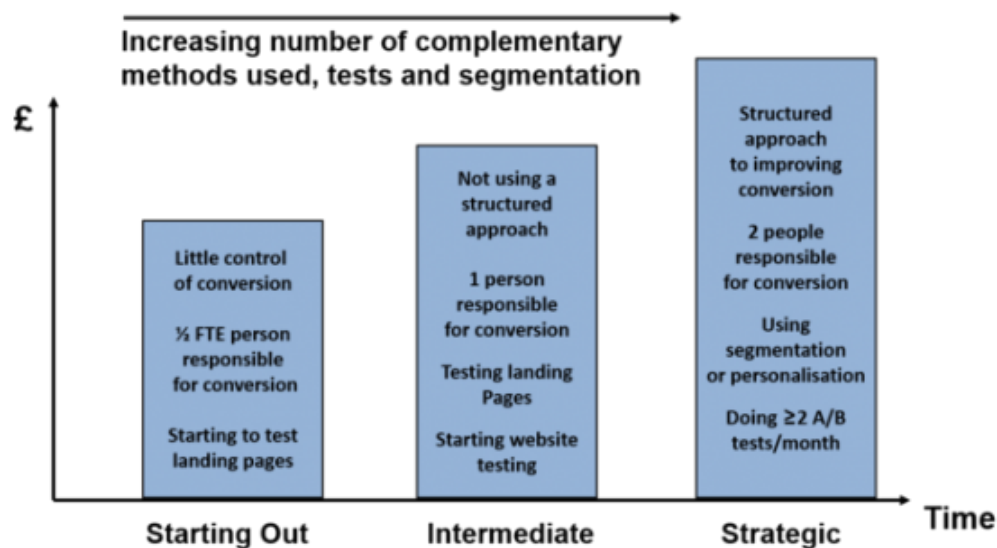 Increasing number of complementary
methods used, tests and segmentation
£
Little control
of conversion
½ FTE person
responsible
for conversion
Starting to test
landing pages
Not using a
structured
approach
1 person
responsible
for conversion
Testing landing
Pages
Starting website
testing
Structured
approach
to improving
conversion
2 people
responsible
for conversion
Using
segmentation
or personalisation
Doing ≥2 A/B
tests/month
Starting Out
Intermediate
Strategic
Time